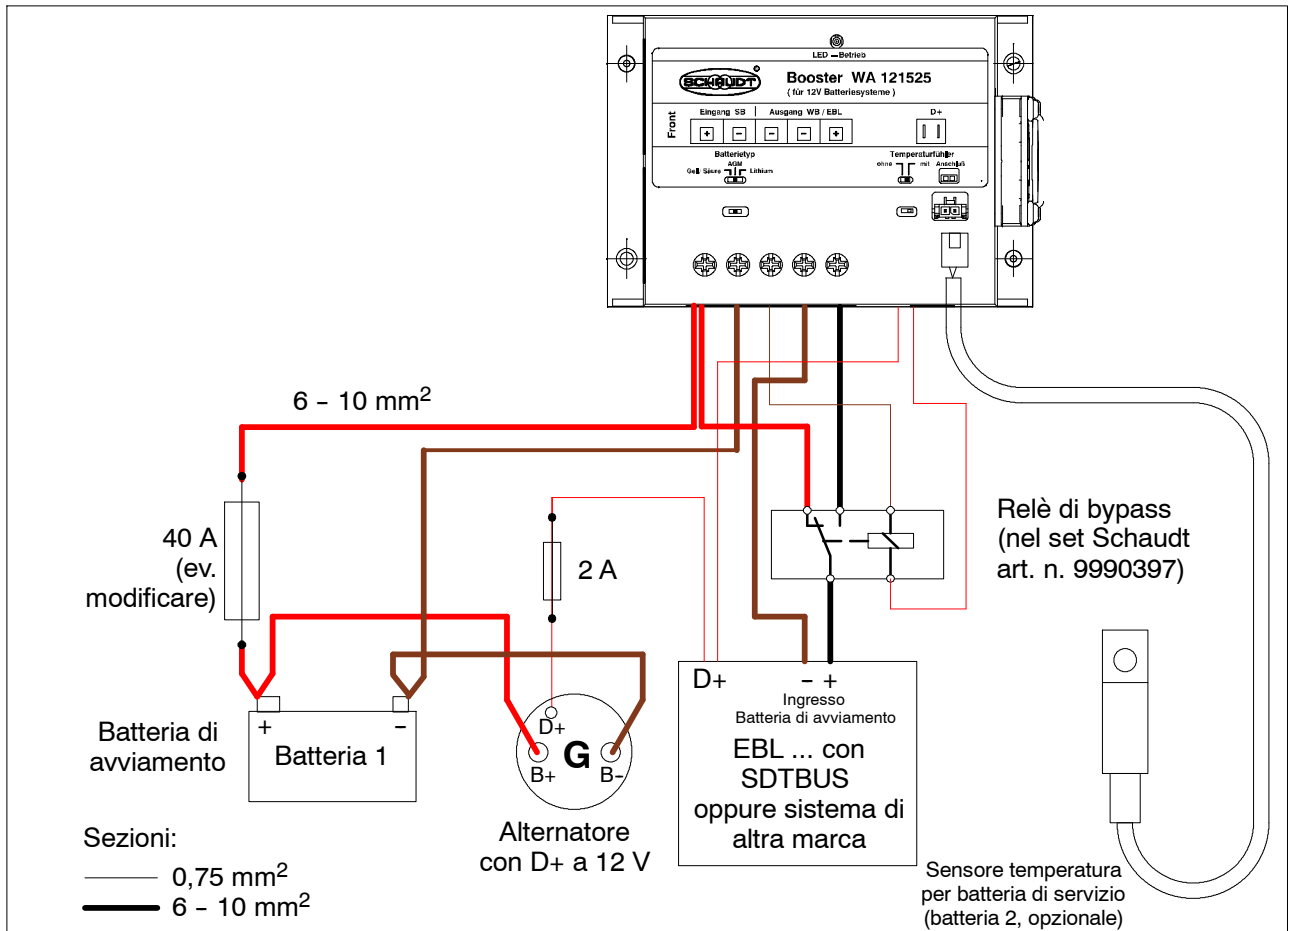 LED — Betrieb
SCHAUDT
Booster WA 121525
( für 12V Batteriesysteme )
Front
Eingang SB | Ausgang WB / EBL
D+
+ - - - +
Batterietyp
AGM
Gel/ Säure
Lithium
Temperaturfühler
ohne
mit
Anschluß
6 - 10 mm²
40 A
(ev.
modificare)
2 A
Relè di bypass
(nel set Schaudt
art. n. 9990397)
D+
- +
Ingresso
Batteria di avviamento
EBL ... con
SDTBUS
oppure sistema di
altra marca
Batteria di
avviamento
+ -
Batteria 1
D+
G
B+
B-
Alternatore
con D+ a 12 V
Sezioni:
0,75 mm²
6 - 10 mm²
Sensore temperatura
per batteria di servizio
(batteria 2, opzionale)